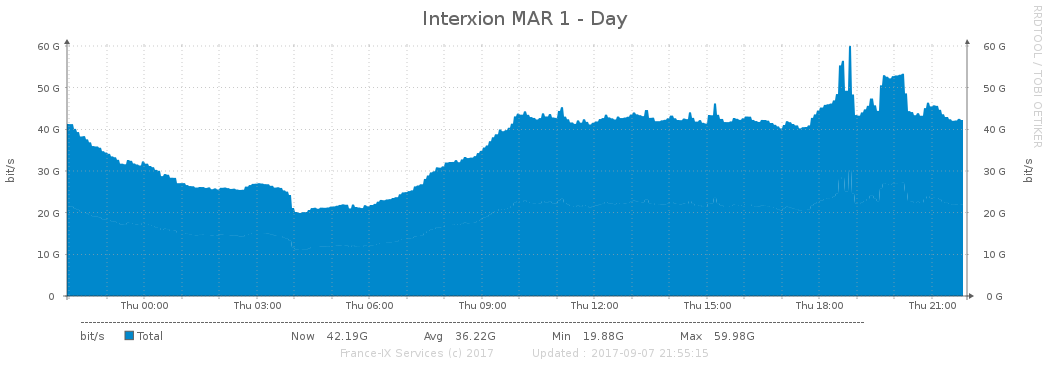 Interxion MAR 1 - Day
RRDTOOL / TOBI OETIKER
60 G 60 G
50 G 50 G
40 G 40 G
30 G 30 G
20 G 20 G
10 G 10 G
0 0 G
bit/s bit/s
Thu 00:00 Thu 03:00 Thu 06:00 Thu 09:00 Thu 12:00 Thu 15:00 Thu 18:00 Thu 21:00
bit/s Total Now 42.19G Avg 36.22G Min 19.88G Max 59.98G
France-IX Services (c) 2017 Updated : 2017-09-07 21:55:15